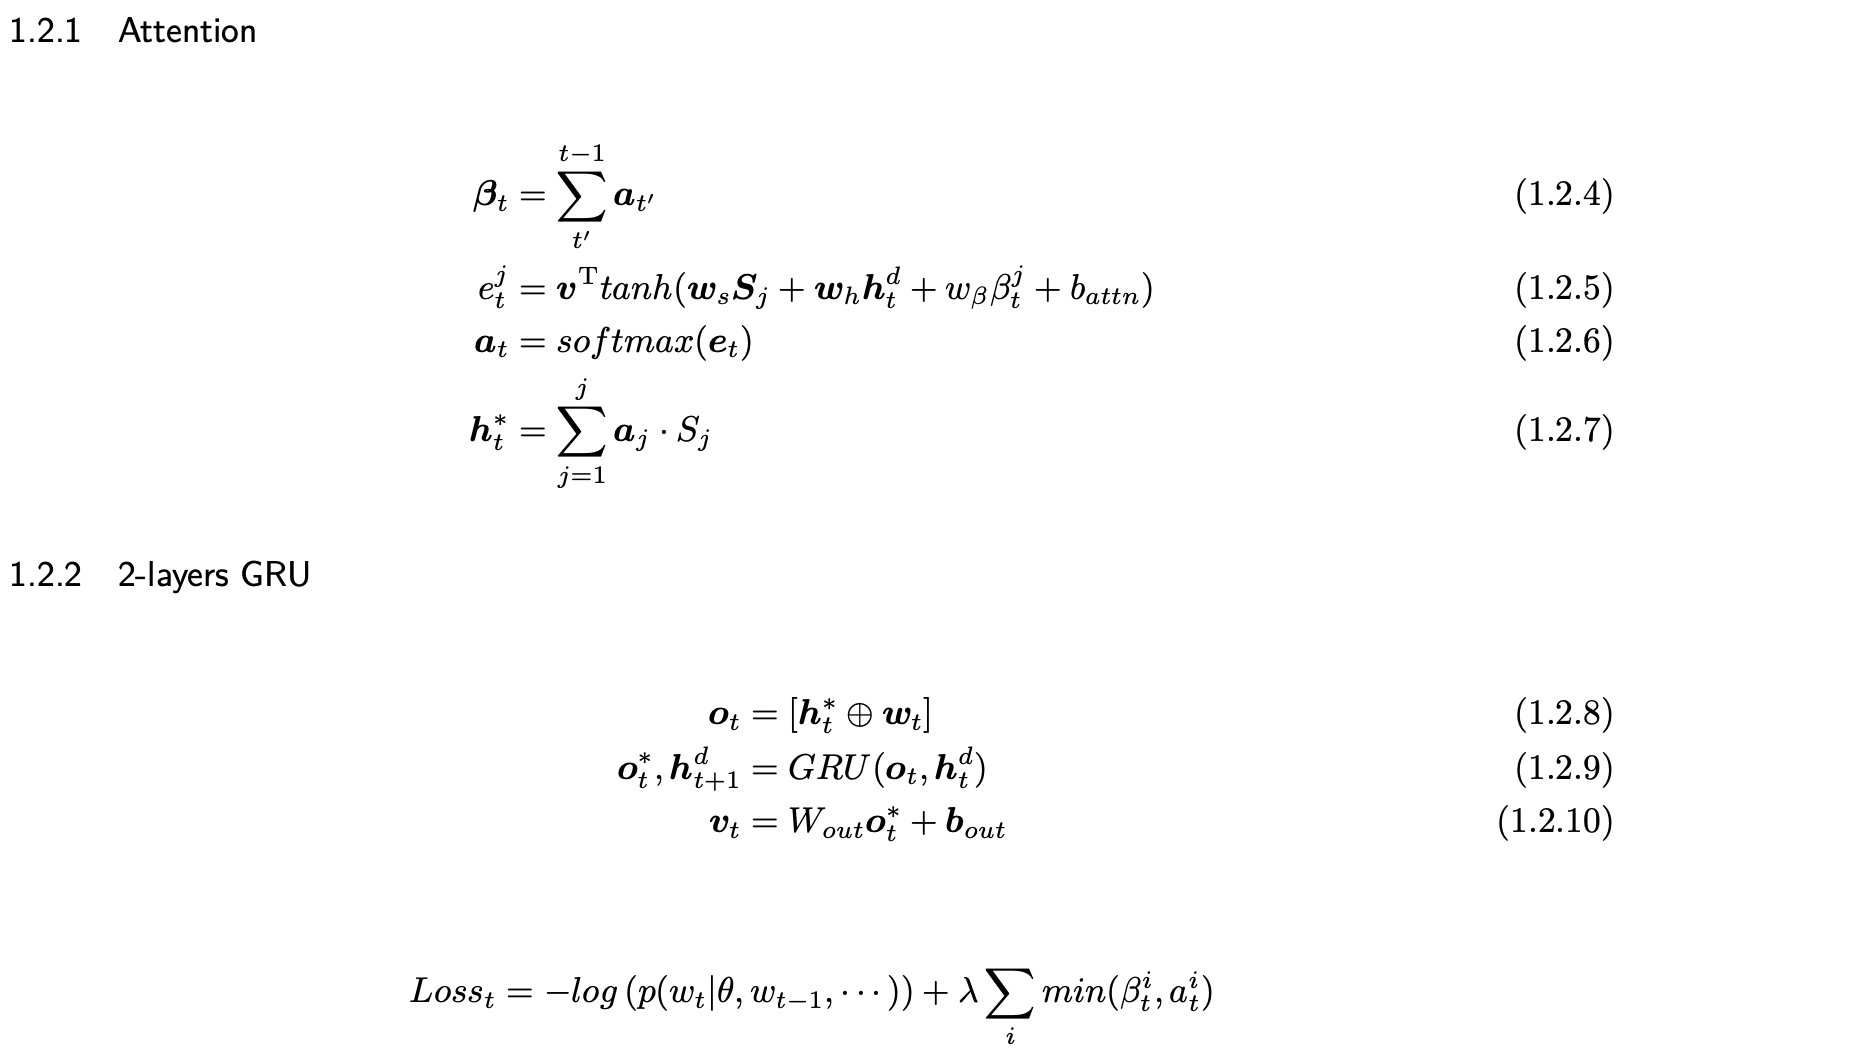 1.2.1 Attention
$\boldsymbol{\beta}_t = \sum_{t'}^{t-1} \boldsymbol{a}_{t'}$ (1.2.4)
$e_t^j = \boldsymbol{v}^{\mathrm{T}} tanh(\boldsymbol{w}_s \boldsymbol{S}_j + \boldsymbol{w}_h \boldsymbol{h}_t^d + w_\beta \beta_t^j + b_{attn})$ (1.2.5)
$\boldsymbol{a}_t = softmax(\boldsymbol{e}_t)$ (1.2.6)
$\boldsymbol{h}_t^* = \sum_{j=1}^{j} \boldsymbol{a}_j \cdot S_j$ (1.2.7)
1.2.2 2-layers GRU
$\boldsymbol{o}_t = [\boldsymbol{h}_t^* \oplus \boldsymbol{w}_t]$ (1.2.8)
$\boldsymbol{o}_t^*, \boldsymbol{h}_{t+1}^d = GRU(\boldsymbol{o}_t, \boldsymbol{h}_t^d)$ (1.2.9)
$\boldsymbol{v}_t = W_{out} \boldsymbol{o}_t^* + \boldsymbol{b}_{out}$ (1.2.10)
$Loss_t = -log\,(p(w_t|\theta, w_{t-1}, \cdots)) + \lambda \sum_i min(\beta_t^i, a_t^i)$